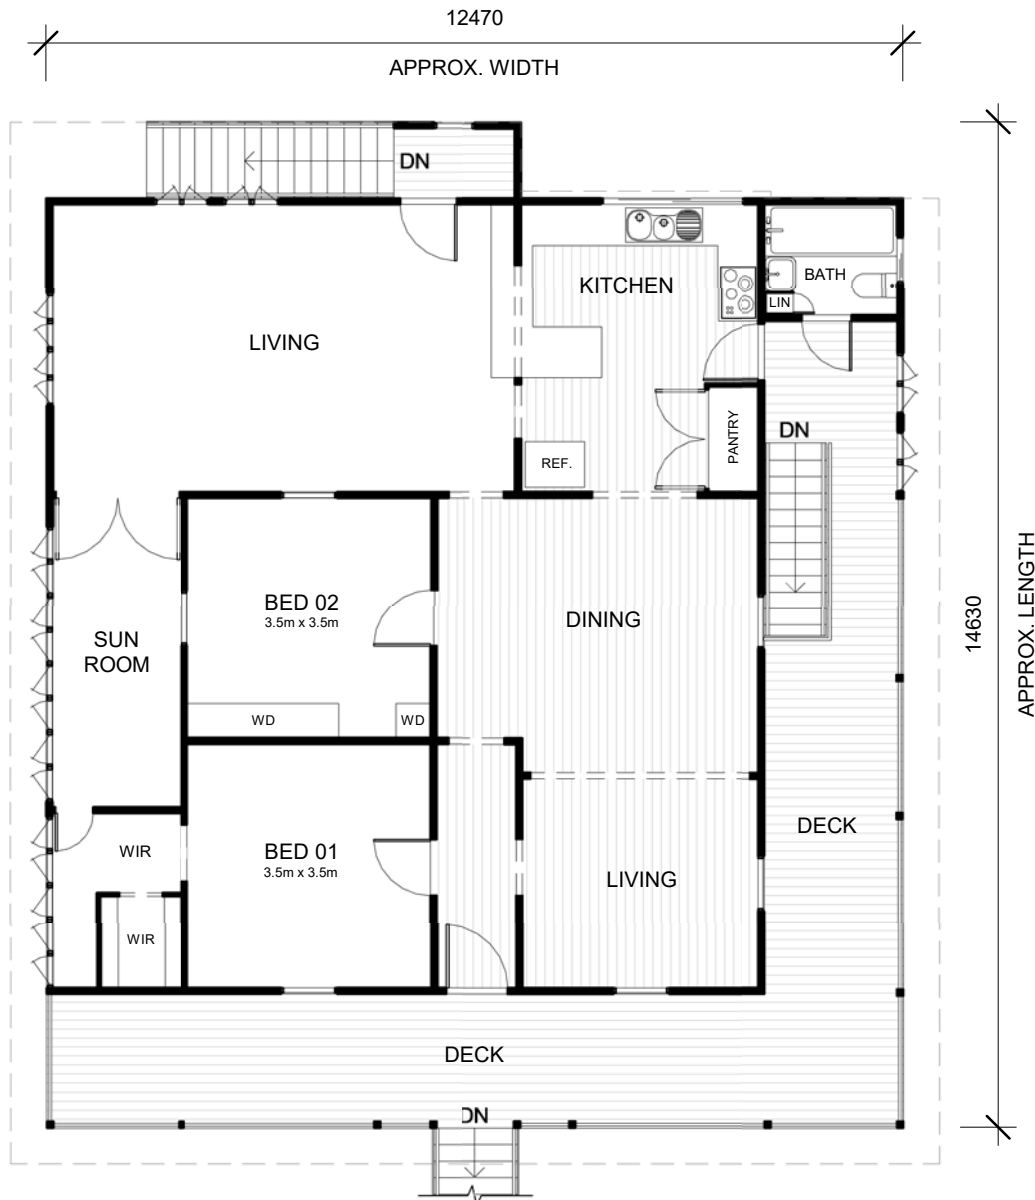 12470
APPROX. WIDTH
DN
KITCHEN
BATH
LIN
LIVING
DN
PANTRY
REF.
BED 02
3.5m x 3.5m
DINING
SUN
ROOM
14630
APPROX. LENGTH
WD
WD
DECK
WIR
BED 01
3.5m x 3.5m
LIVING
WIR
DECK
DN